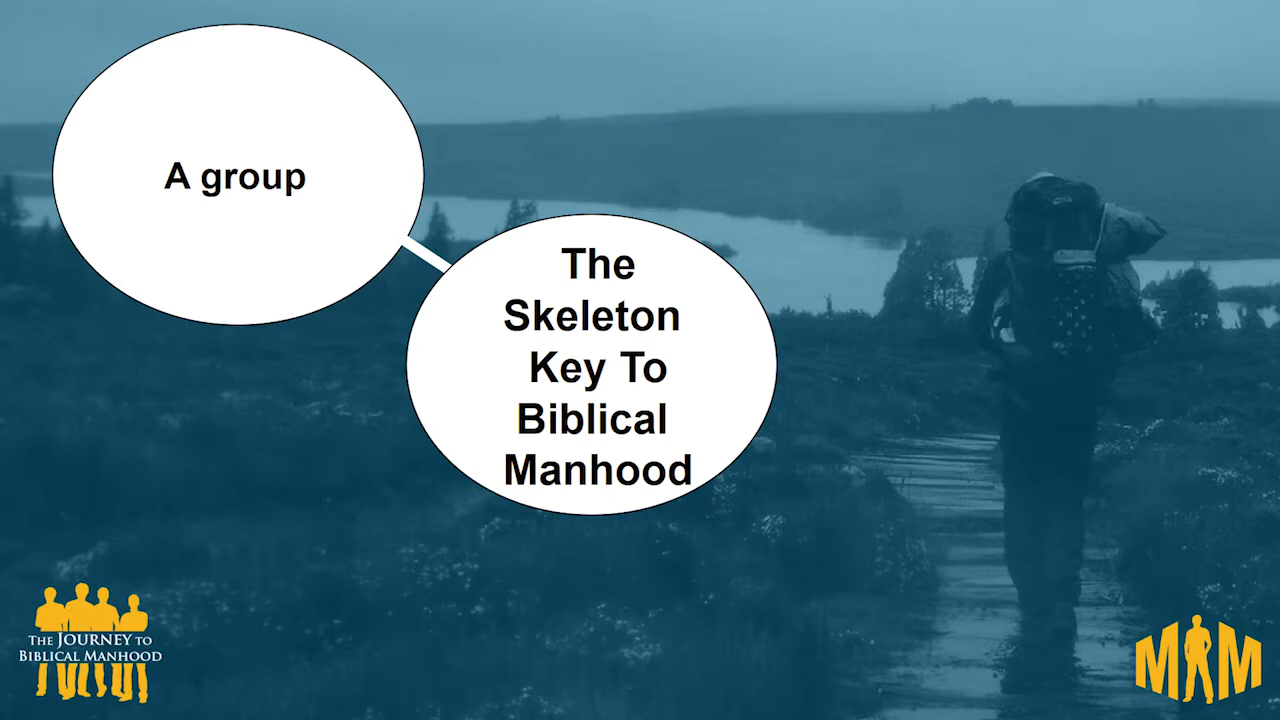 A group
The
Skeleton
Key To
Biblical
Manhood
THE JOURNEY TO
BIBLICAL MANHOOD
M M